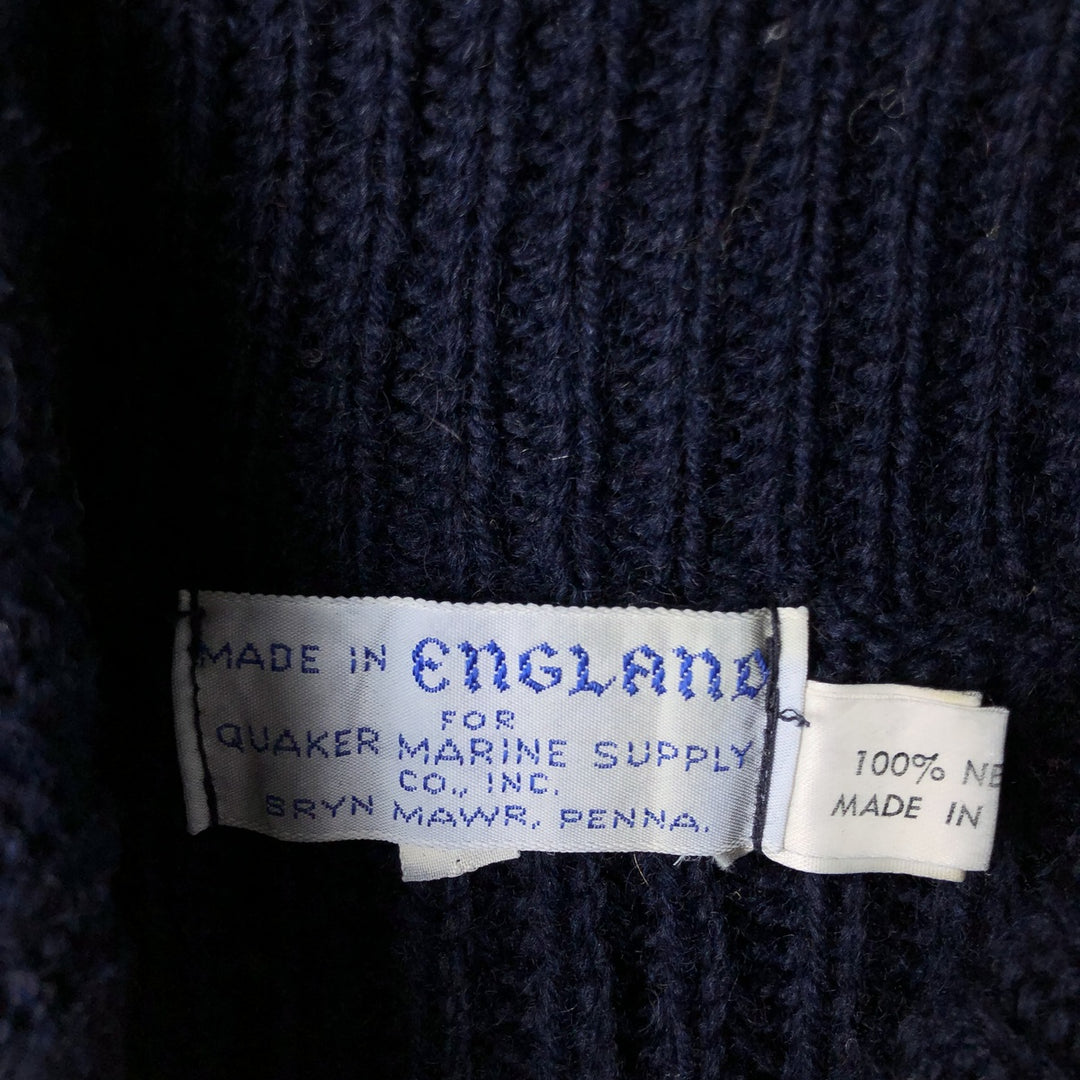 MADE IN ENGLAND
FOR
QUAKER MARINE SUPPLY
CO., INC.
BRYN MAWR, PENNA.
100% NE
MADE IN